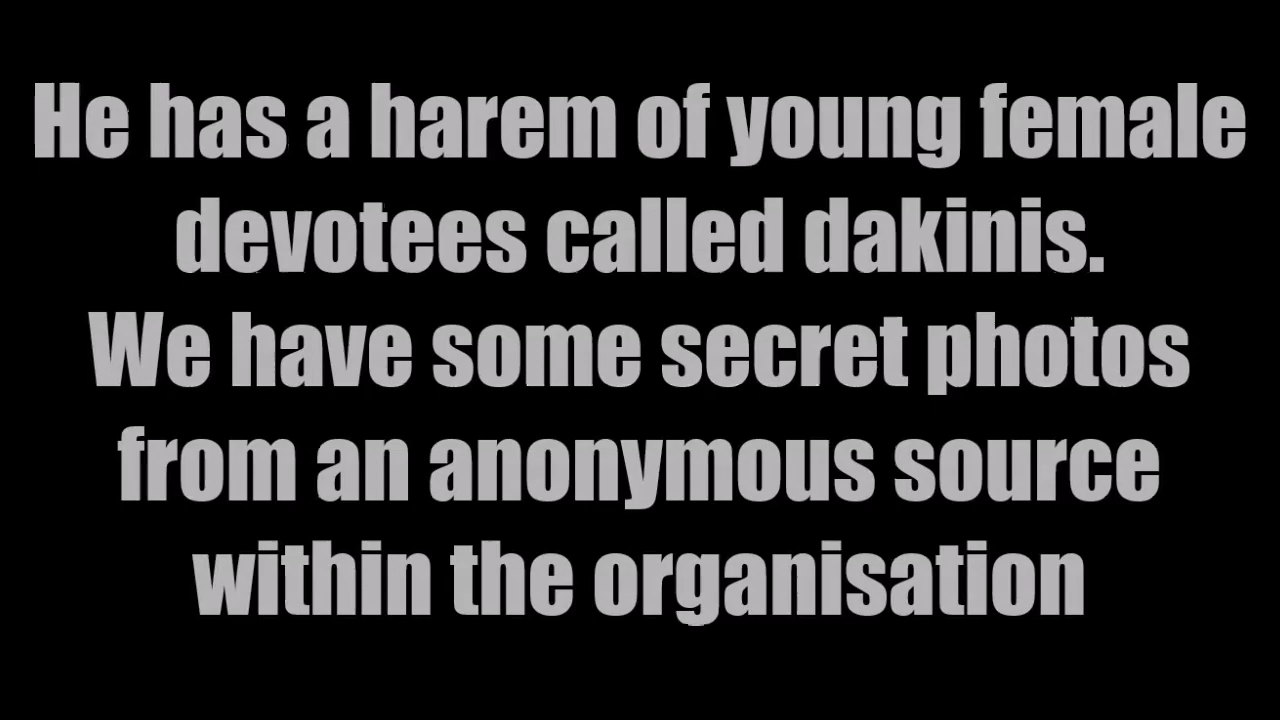 He has a harem of young female
devotees called dakinis.
We have some secret photos
from an anonymous source
within the organisation